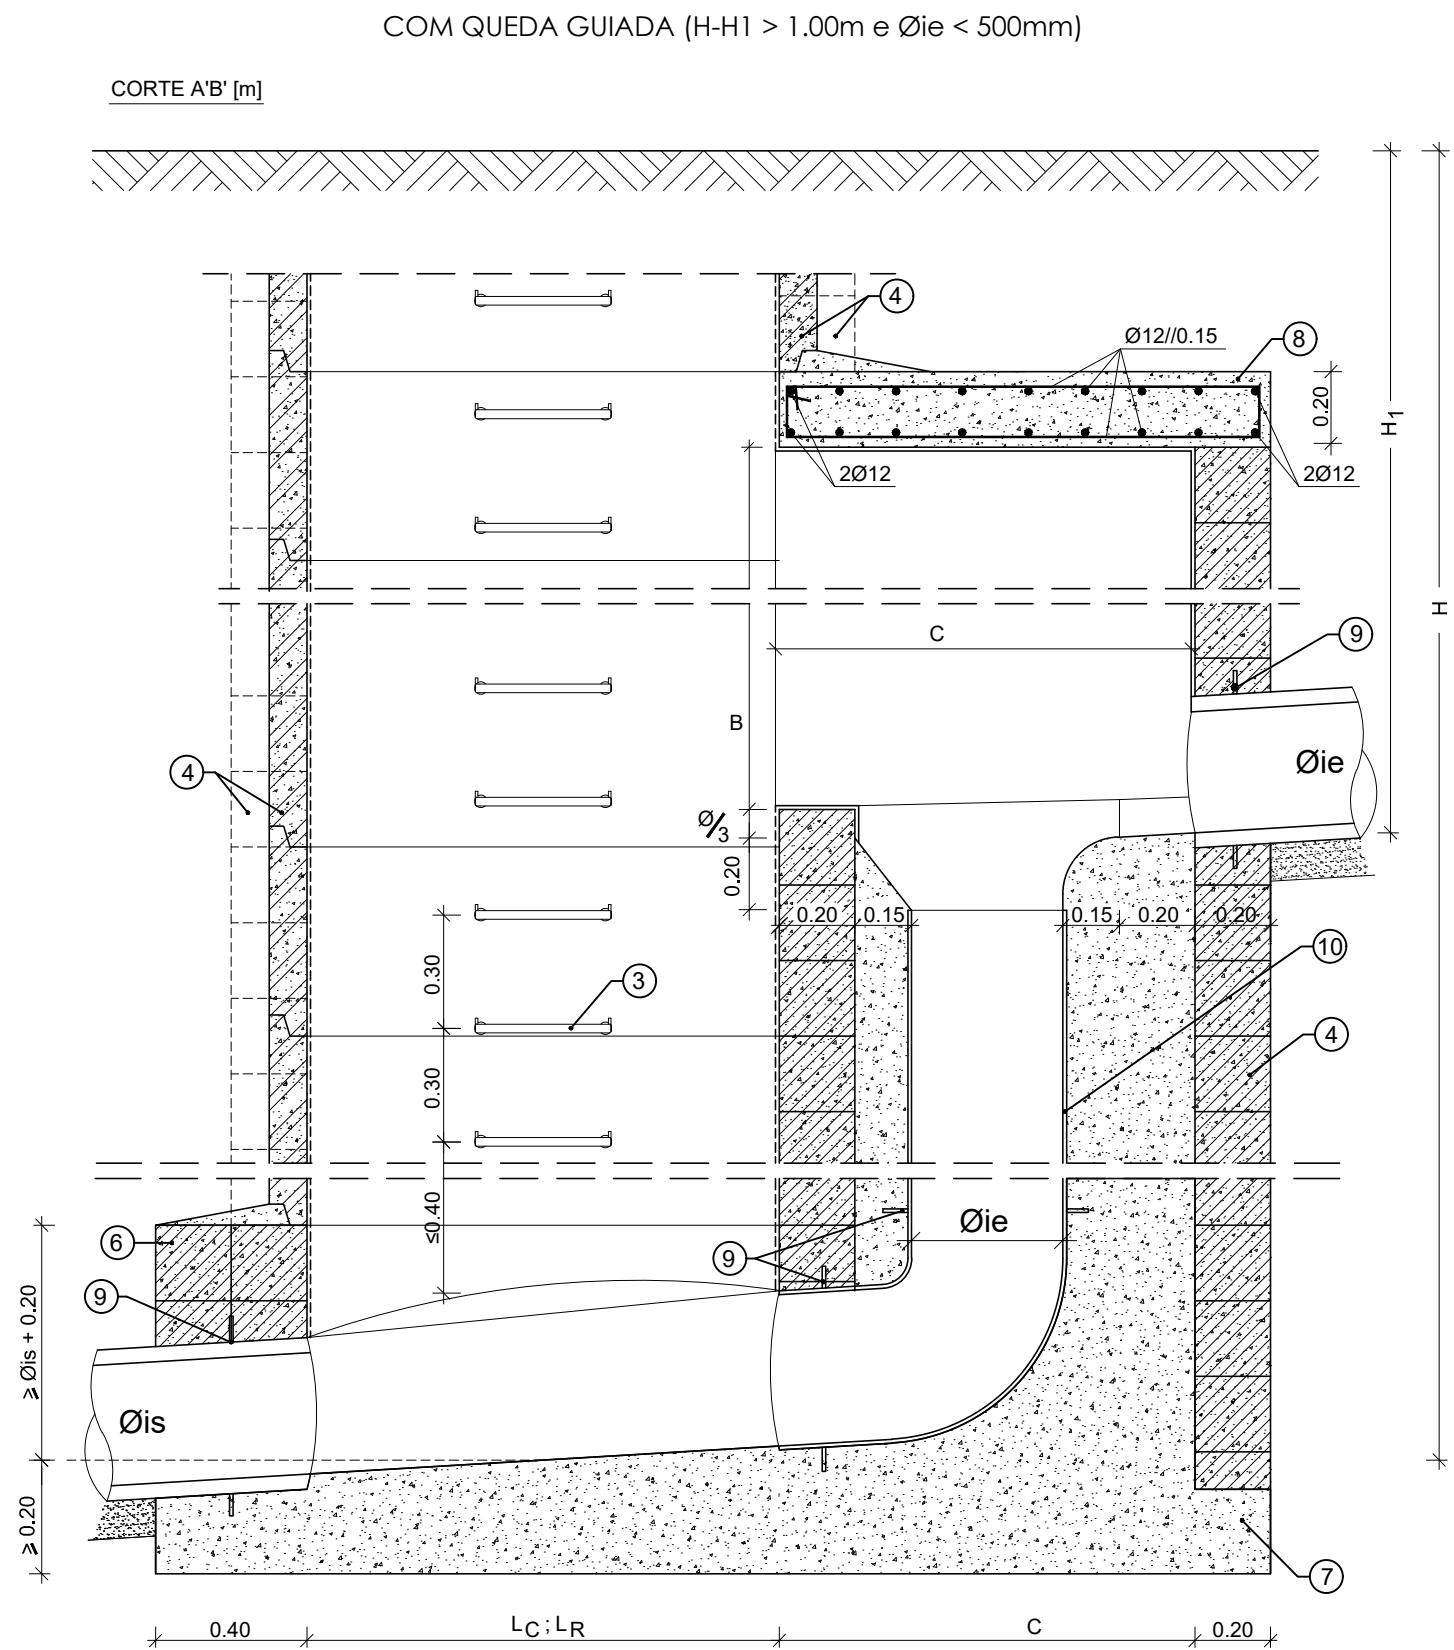 COM QUEDA GUIADA (H-H1 > 1.00m e Øie < 500mm)
CORTE A'B' [m]
4
Ø12//0.15
8
0.20
H1
2Ø12
2Ø12
H
C
9
B
Øie
4
Ø/3
0.20
0.20
0.15
0.15
0.20
0.20
10
0.30
3
4
0.30
≤0.40
Øie
6
9
9
≥ Øis + 0.20
Øis
≥ 0.20
7
0.40
LC ; LR
C
0.20